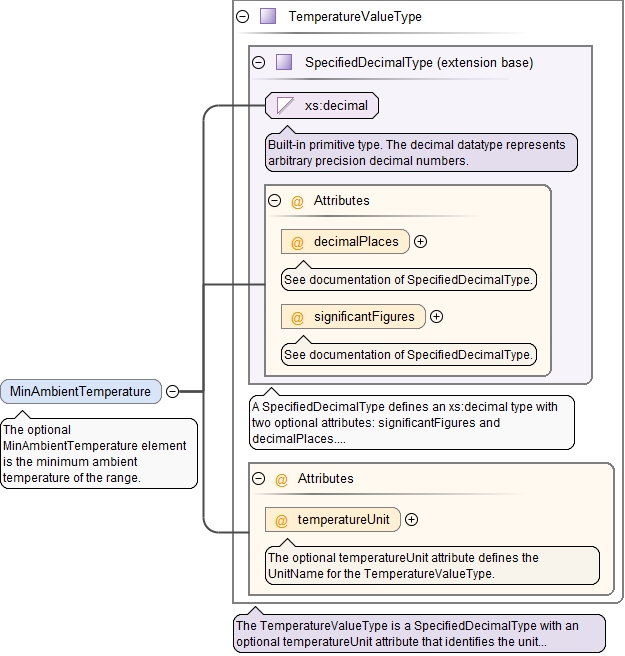 TemperatureValueType
SpecifiedDecimalType (extension base)
xs:decimal
Built-in primitive type. The decimal datatype represents
arbitrary precision decimal numbers.
@ Attributes
@ decimalPlaces
See documentation of SpecifiedDecimalType.
@ significantFigures
See documentation of SpecifiedDecimalType.
MinAmbientTemperature
The optional
MinAmbientTemperature element
is the minimum ambient
temperature of the range.
A SpecifiedDecimalType defines an xs:decimal type with
two optional attributes: significantFigures and
decimalPlaces....
@ Attributes
@ temperatureUnit
The optional temperatureUnit attribute defines the
UnitName for the TemperatureValueType.
The TemperatureValueType is a SpecifiedDecimalType with an
optional temperatureUnit attribute that identifies the unit...